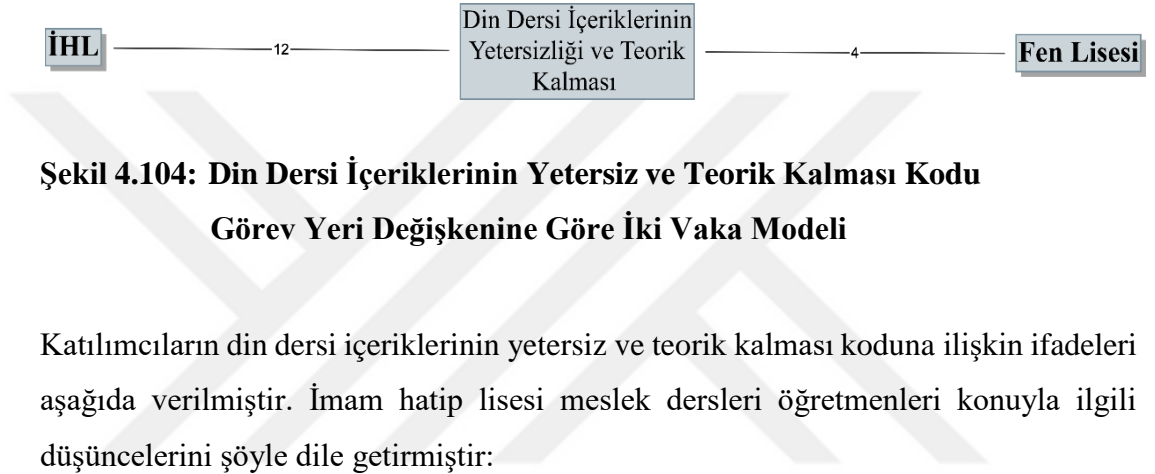 İHL 12 Din Dersi İçeriklerinin
Yetersizliği ve Teorik
Kalması 4 Fen Lisesi
Şekil 4.104: Din Dersi İçeriklerinin Yetersiz ve Teorik Kalması Kodu
Görev Yeri Değişkenine Göre İki Vaka Modeli
Katılımcıların din dersi içeriklerinin yetersiz ve teorik kalması koduna ilişkin ifadeleri
aşağıda verilmiştir. İmam hatip lisesi meslek dersleri öğretmenleri konuyla ilgili
düşüncelerini şöyle dile getirmiştir: